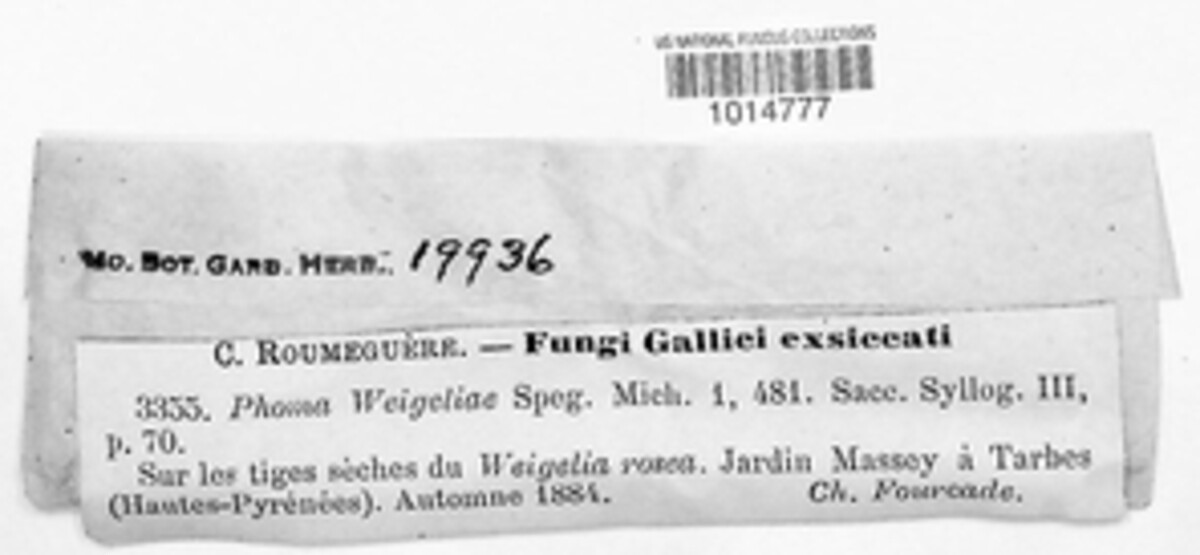 US NATIONAL FUNGUS COLLECTIONS
1014777
MO. BOT. GARD. HERB. 19936
C. ROUMEGUÈRE. — Fungi Gallici exsiccati
3355. Phoma Weigeliae Speg. Mich. 1, 481. Sacc. Syllog. III,
p. 70.
Sur les tiges sèches du Weigelia rosea. Jardin Massey à Tarbes
(Hautes-Pyrénées). Automne 1884. Ch. Fourcade.